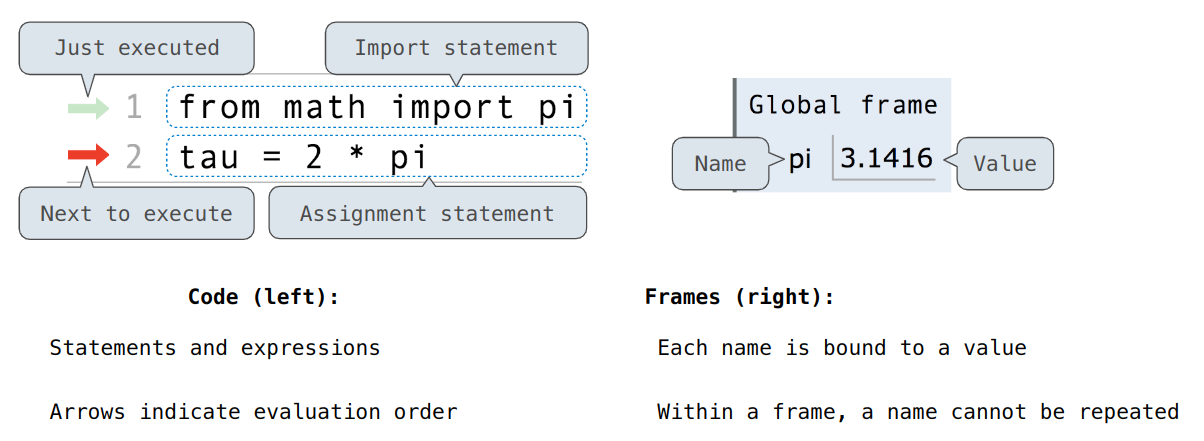 Just executed
Import statement
1 from math import pi
2 tau = 2 * pi
Next to execute
Assignment statement
Global frame
Name
pi 3.1416
Value
Code (left):
Statements and expressions
Arrows indicate evaluation order
Frames (right):
Each name is bound to a value
Within a frame, a name cannot be repeated